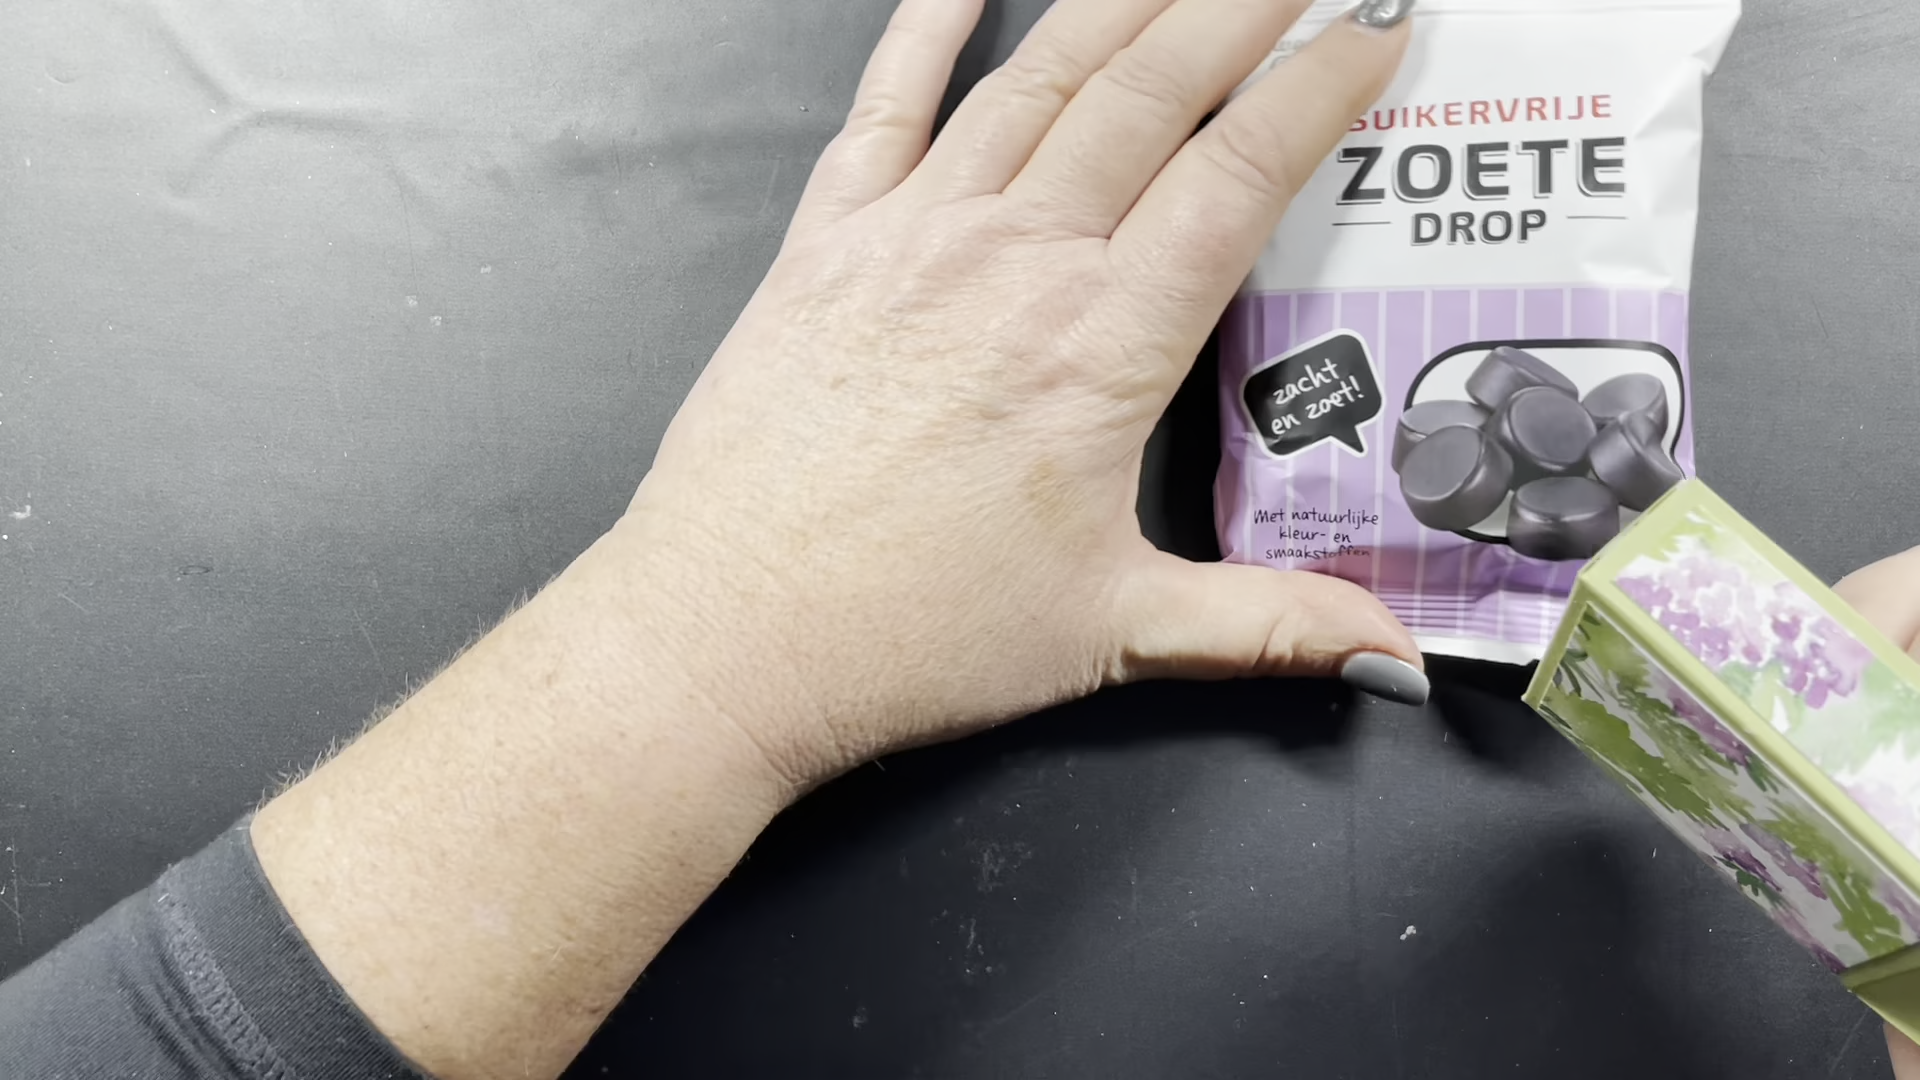 SUIKERVRIJE
ZOETE
DROP
zacht
en zoet!
Met natuurlijke
kleur- en
smaakstoffen